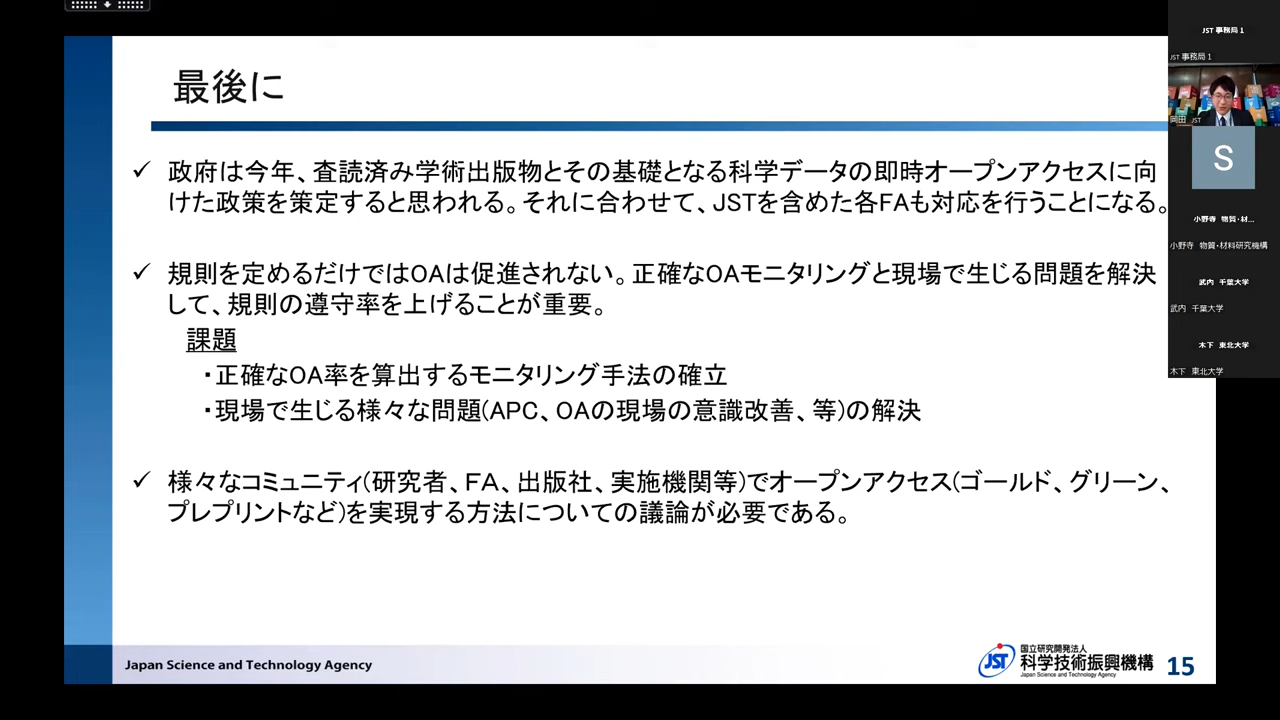 最後に
✓ 政府は今年、査読済み学術出版物とその基礎となる科学データの即時オープンアクセスに向
けた政策を策定すると思われる。それに合わせて、JSTを含めた各FAも対応を行うことになる。
✓ 規則を定めるだけではOAは促進されない。正確なOAモニタリングと現場で生じる問題を解決
して、規則の遵守率を上げることが重要。
課題
・正確なOA率を算出するモニタリング手法の確立
・現場で生じる様々な問題(APC、OAの現場の意識改善、等)の解決
✓ 様々なコミュニティ(研究者、FA、出版社、実施機関等)でオープンアクセス(ゴールド、グリーン、
プレプリントなど)を実現する方法についての議論が必要である。
Japan Science and Technology Agency
JST
国立研究開発法人
科学技術振興機構
Japan Science and Technology Agency
15
JST 事務局 1
JST 事務局 1
岡田 JST
S
小野寺 物質・材...
小野寺 物質・材料研究機構
武内 千葉大学
武内 千葉大学
木下 東北大学
木下 東北大学